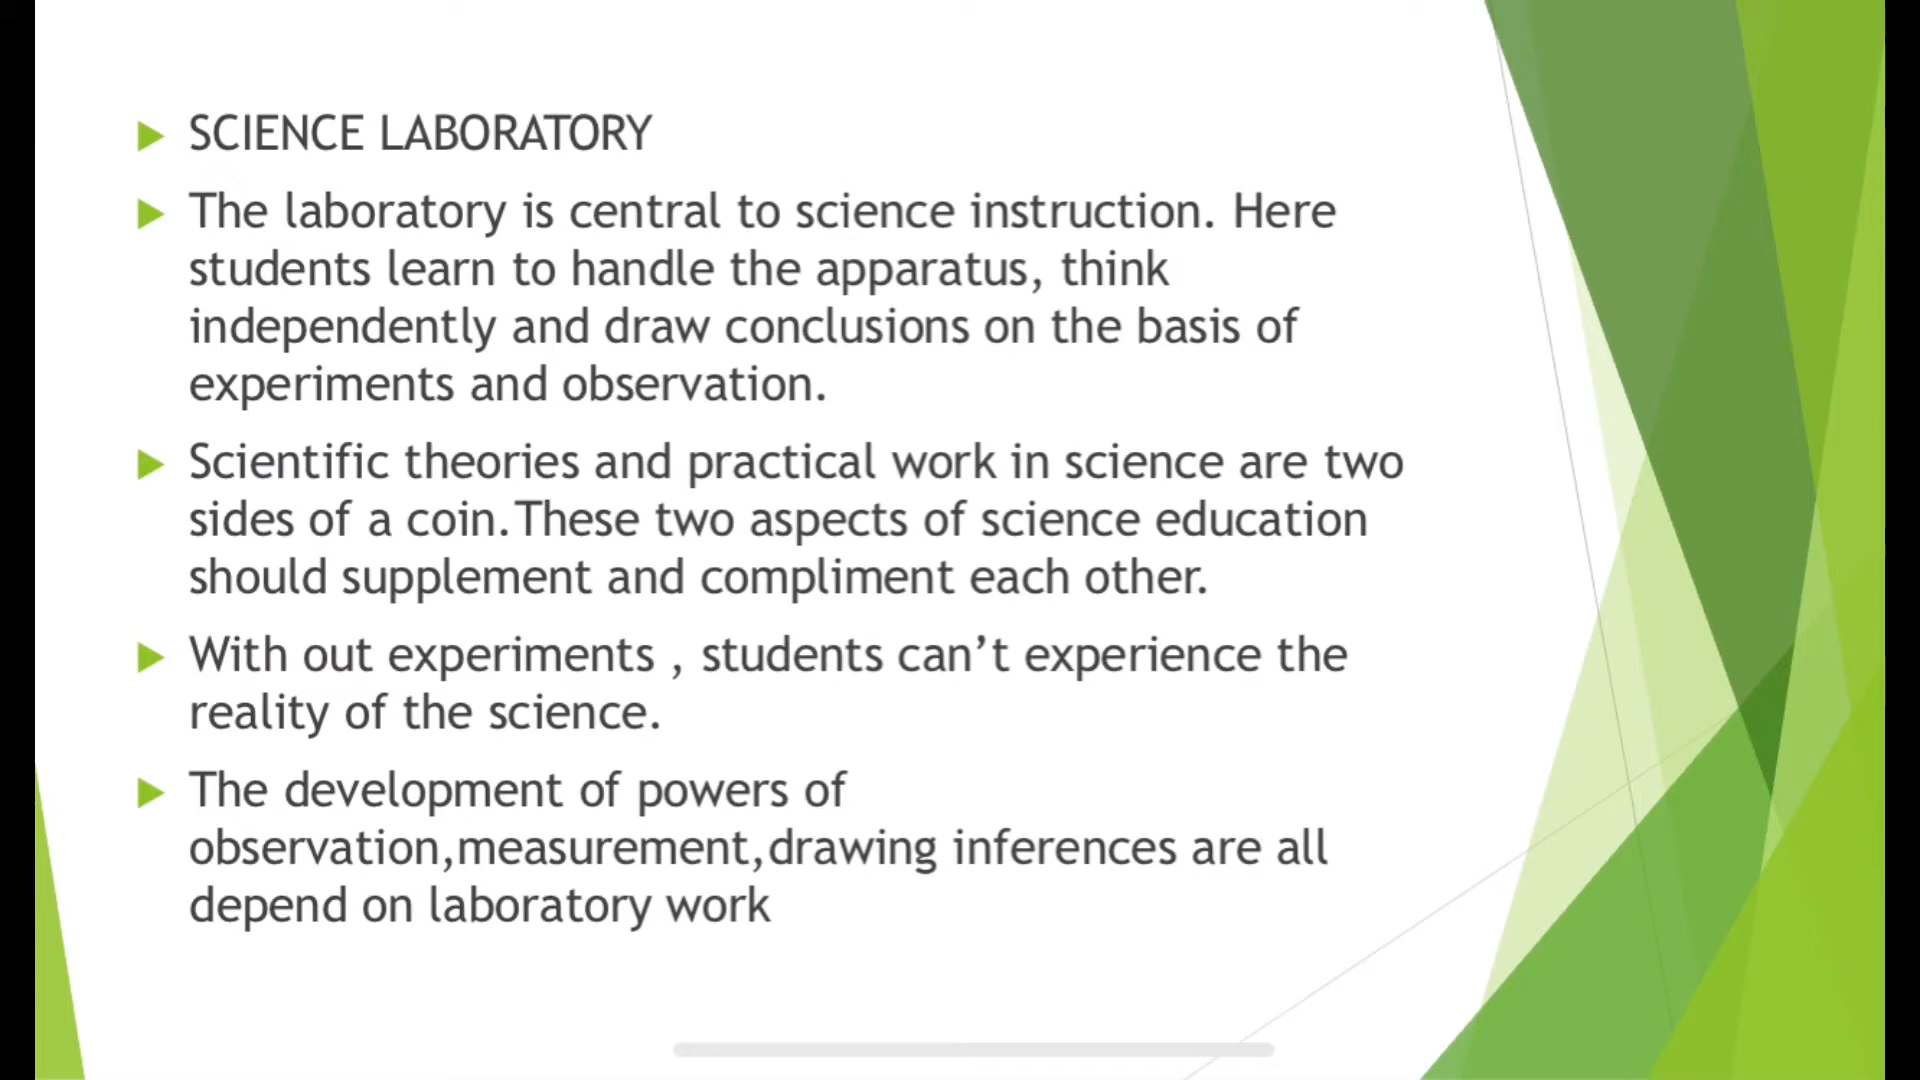 SCIENCE LABORATORY
The laboratory is central to science instruction. Here
students learn to handle the apparatus, think
independently and draw conclusions on the basis of
experiments and observation.
Scientific theories and practical work in science are two
sides of a coin.These two aspects of science education
should supplement and compliment each other.
With out experiments , students can’t experience the
reality of the science.
The development of powers of
observation,measurement,drawing inferences are all
depend on laboratory work